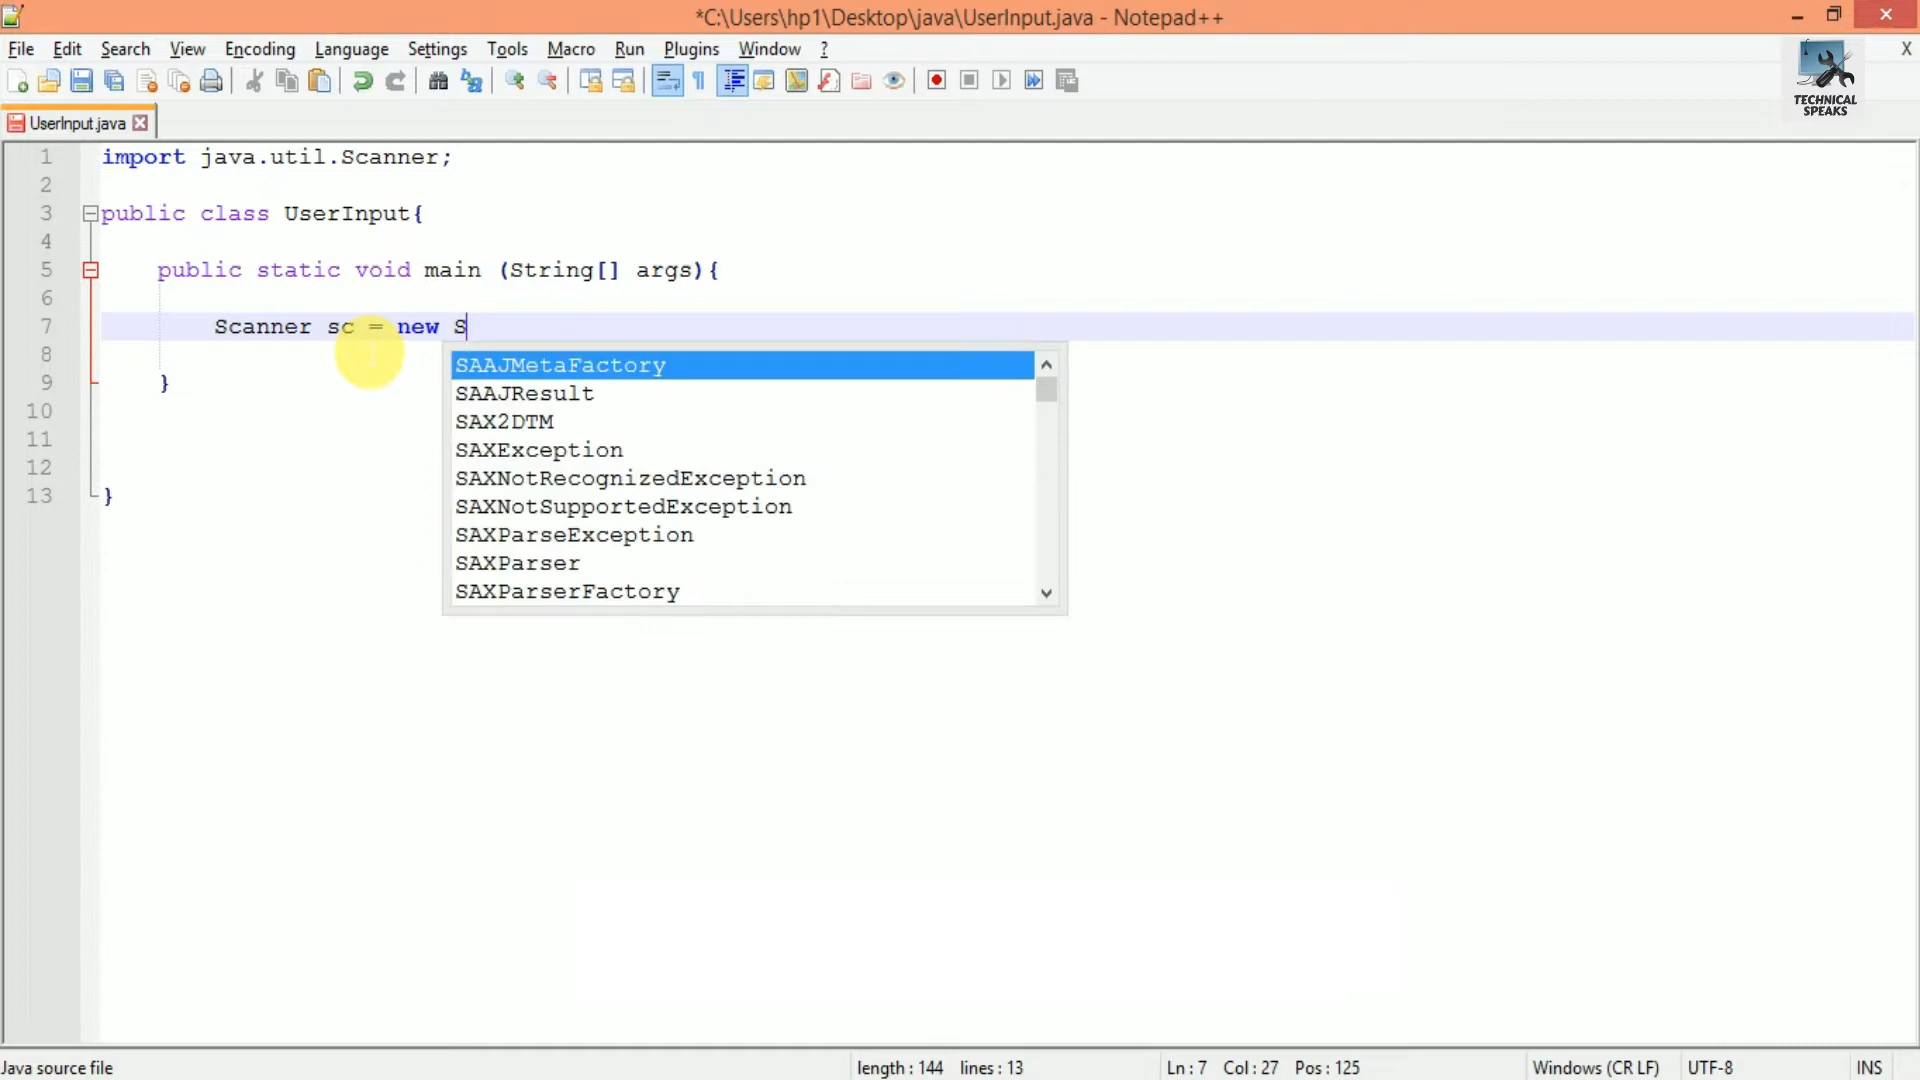 *C:\Users\hp1\Desktop\java\UserInput.java - Notepad++
File Edit Search View Encoding Language Settings Tools Macro Run Plugins Window ? X
TECHNICAL
SPEAKS
UserInput.java
1 import java.util.Scanner;
2
3 public class UserInput{
4
5 public static void main (String[] args){
6
7 Scanner sc = new S
8
9 }
10
11
12
13 }
SAAJMetaFactory
SAAJResult
SAX2DTM
SAXException
SAXNotRecognizedException
SAXNotSupportedException
SAXParseException
SAXParser
SAXParserFactory
Java source file length : 144 lines : 13 Ln : 7 Col : 27 Pos : 125 Windows (CR LF) UTF-8 INS